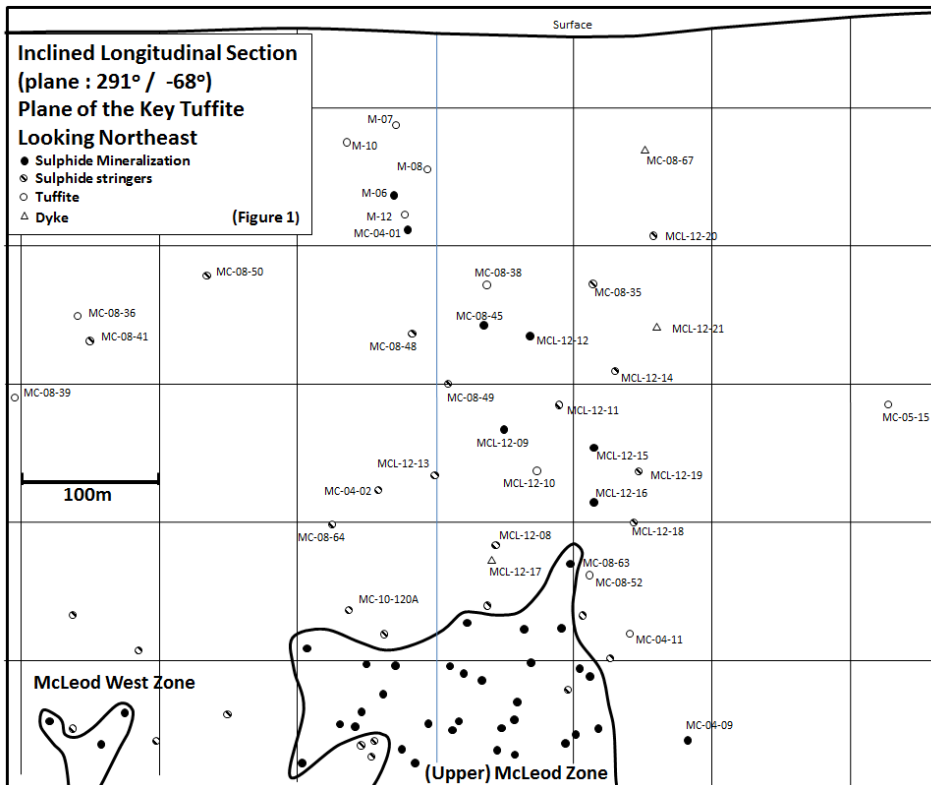 Surface
Inclined Longitudinal Section
(plane : 291° / -68°)
Plane of the Key Tuffite
Looking Northeast
Sulphide Mineralization
Sulphide stringers
Tuffite
Dyke (Figure 1)
M-07
M-10
MC-08-67
M-08
M-06
M-12
MC-04-01
MCL-12-20
MC-08-50
MC-08-38
MC-08-35
MC-08-36
MC-08-45
MCL-12-21
MC-08-41
MC-08-48
MCL-12-12
MCL-12-14
MC-08-39
MC-08-49
MCL-12-11
MC-05-15
MCL-12-09
MCL-12-15
MCL-12-13
MCL-12-10
MCL-12-19
100m
MC-04-02
MCL-12-16
MC-08-64
MCL-12-18
MCL-12-08
MCL-12-17
MC-08-63
MC-08-52
MC-10-120A
MC-04-11
McLeod West Zone
MC-04-09
(Upper) McLeod Zone